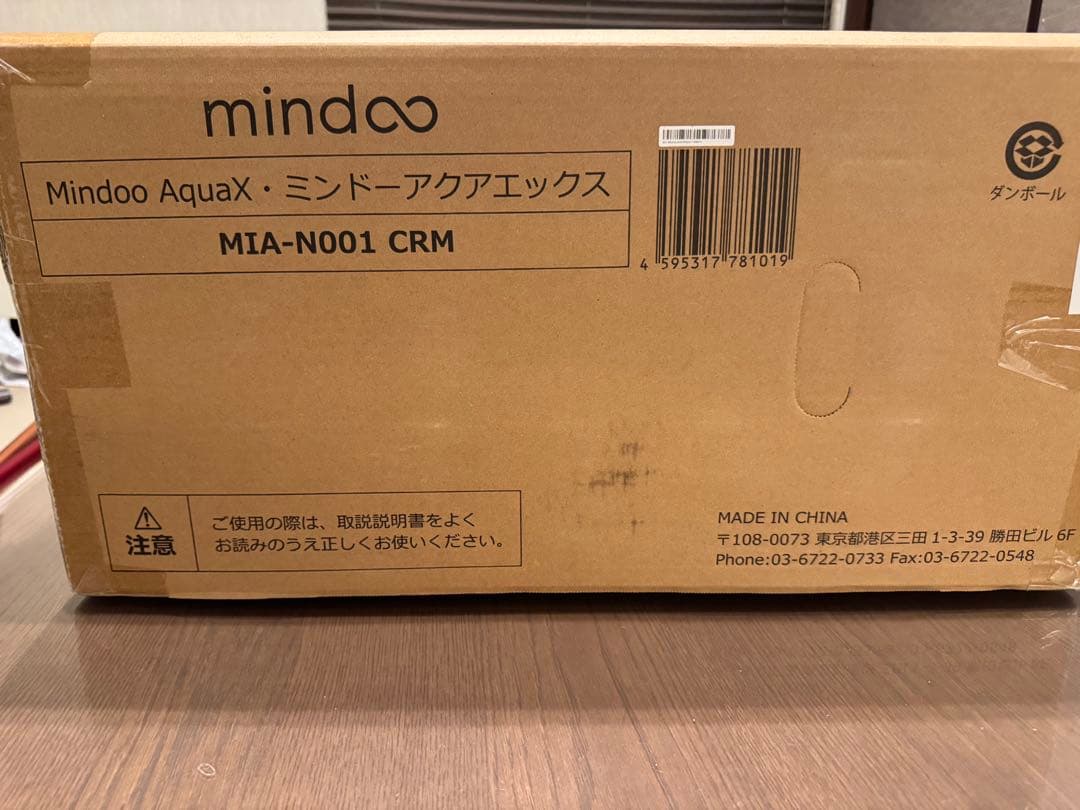 mindoo
Mindoo AquaX・ミンドーアクアエックス
MIA-N001 CRM
4 595317 781019
ダンボール
注意
ご使用の際は、取説説明書をよく
お読みのうえ正しくお使いください。
MADE IN CHINA
〒108-0073 東京都港区三田 1-3-39 勝田ビル 6F
Phone:03-6722-0733 Fax:03-6722-0548